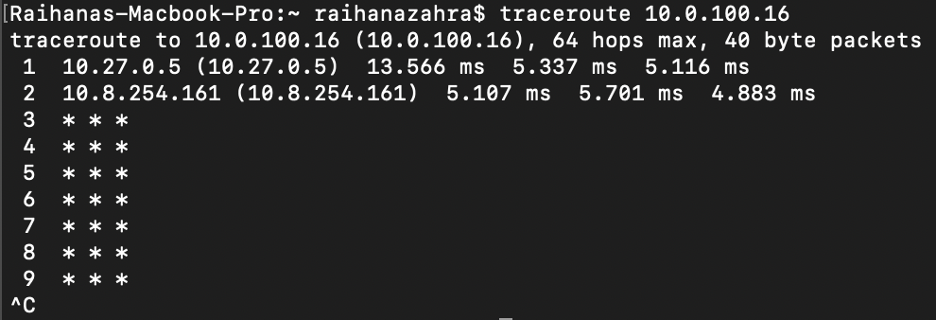 [Raihanas-Macbook-Pro:~ raihanazahra$ traceroute 10.0.100.16
traceroute to 10.0.100.16 (10.0.100.16), 64 hops max, 40 byte packets
 1  10.27.0.5 (10.27.0.5)  13.566 ms  5.337 ms  5.116 ms
 2  10.8.254.161 (10.8.254.161)  5.107 ms  5.701 ms  4.883 ms
 3  * * *
 4  * * *
 5  * * *
 6  * * *
 7  * * *
 8  * * *
 9  * * *
^C